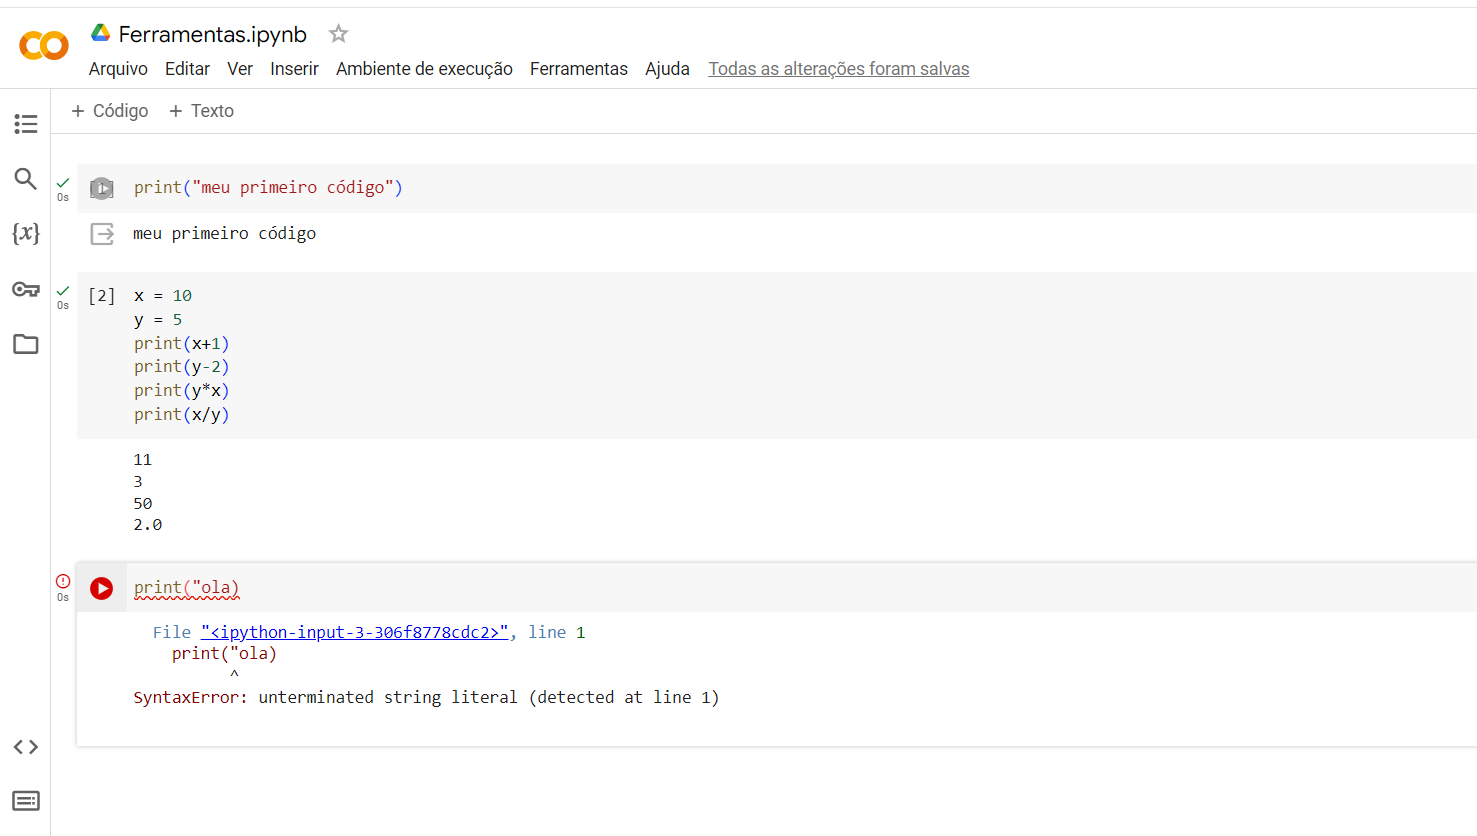 Ferramentas.ipynb
Arquivo Editar Ver Inserir Ambiente de execução Ferramentas Ajuda Todas as alterações foram salvas
+ Código + Texto
{x}
0s
print("meu primeiro código")
meu primeiro código
0s
[2] x = 10
y = 5
print(x+1)
print(y-2)
print(y*x)
print(x/y)
11
3
50
2.0
0s
print("ola)
File "<ipython-input-3-306f8778cdc2>", line 1
print("ola)
^
SyntaxError: unterminated string literal (detected at line 1)